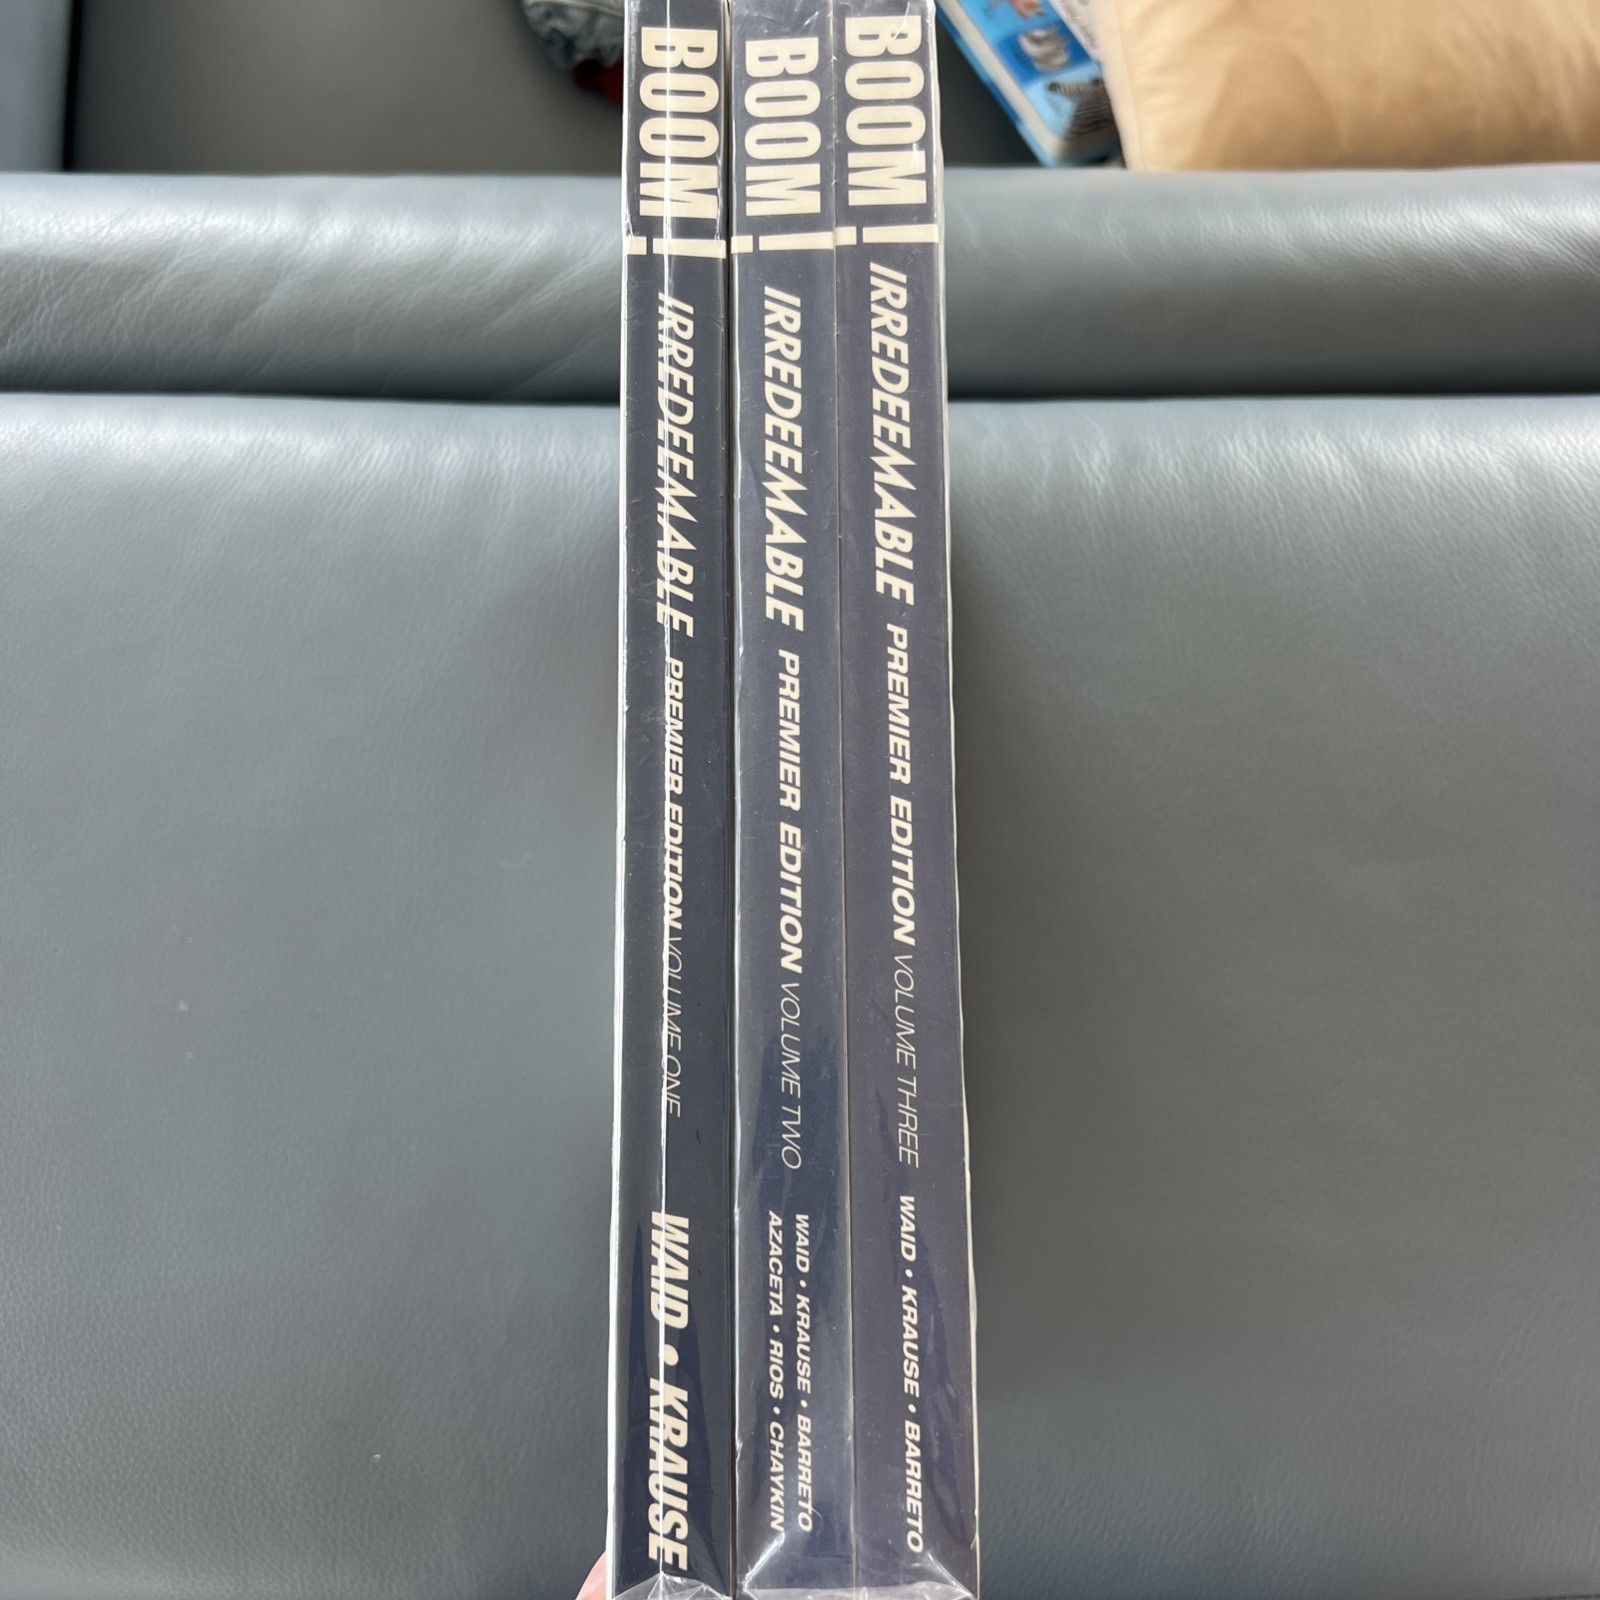 BOOM!
IRREDEEMABLE PREMIER EDITION VOLUME ONE
WAID • KRAUSE
BOOM!
IRREDEEMABLE PREMIER EDITION VOLUME TWO
WAID • KRAUSE • BARRETO
AZACETA • RIOS • CHAYKIN
BOOM!
IRREDEEMABLE PREMIER EDITION VOLUME THREE
WAID • KRAUSE • BARRETO